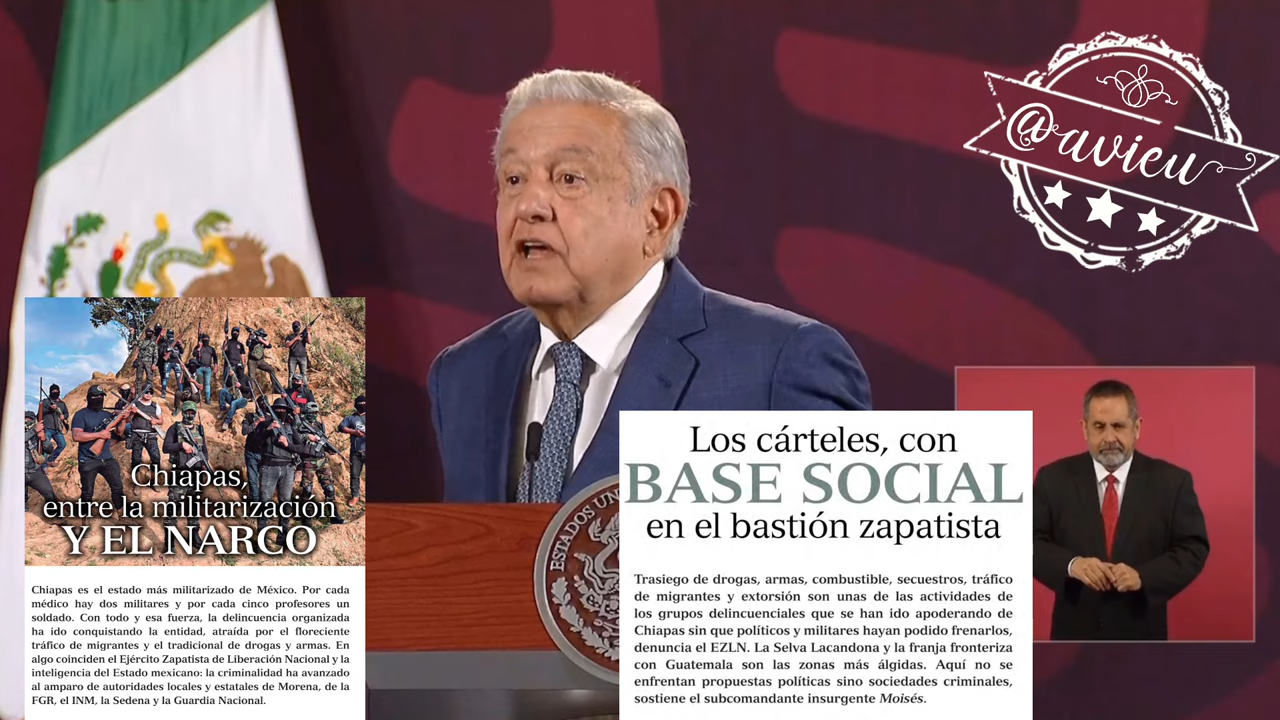 @avieu
Chiapas,
entre la militarización
Y EL NARCO
Chiapas es el estado más militarizado de México. Por cada
médico hay dos militares y por cada cinco profesores un
soldado. Con todo y esa fuerza, la delincuencia organizada
ha ido conquistando la entidad, atraída por el floreciente
tráfico de migrantes y el tradicional de drogas y armas. En
algo coinciden el Ejército Zapatista de Liberación Nacional y la
inteligencia del Estado mexicano: la criminalidad ha avanzado
al amparo de autoridades locales y estatales de Morena, de la
FGR, el INM, la Sedena y la Guardia Nacional.
ESTADOS UN
Los cárteles, con
BASE SOCIAL
en el bastión zapatista
Trasiego de drogas, armas, combustible, secuestros, tráfico
de migrantes y extorsión son unas de las actividades de
los grupos delincuenciales que se han ido apoderando de
Chiapas sin que políticos y militares hayan podido frenarlos,
denuncia el EZLN. La Selva Lacandona y la franja fronteriza
con Guatemala son las zonas más álgidas. Aquí no se
enfrentan propuestas políticas sino sociedades criminales,
sostiene el subcomandante insurgente Moisés.